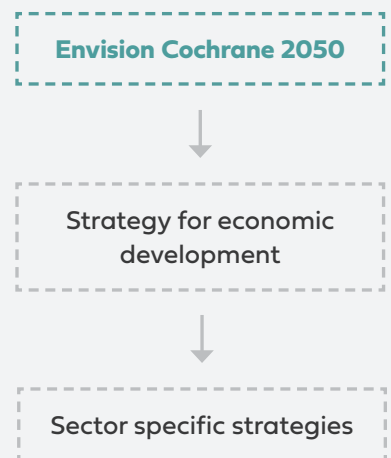 Envision Cochrane 2050
Strategy for economic
development
Sector specific strategies